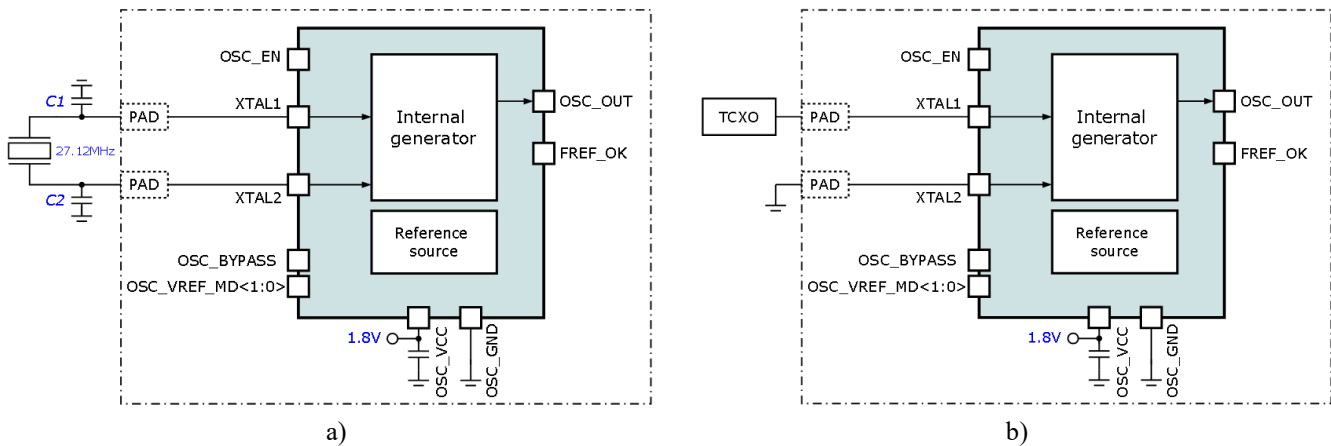 OSC_EN
C1
XTAL1
PAD
Internal
generator
OSC_OUT
27.12MHz
FREF_OK
PAD
C2
XTAL2
Reference
source
OSC_BYPASS
OSC_VREF_MD<1:0>
1.8V
OSC_VCC
OSC_GND
a)
OSC_EN
XTAL1
TCXO
PAD
Internal
generator
OSC_OUT
FREF_OK
PAD
XTAL2
Reference
source
OSC_BYPASS
OSC_VREF_MD<1:0>
1.8V
OSC_VCC
OSC_GND
b)